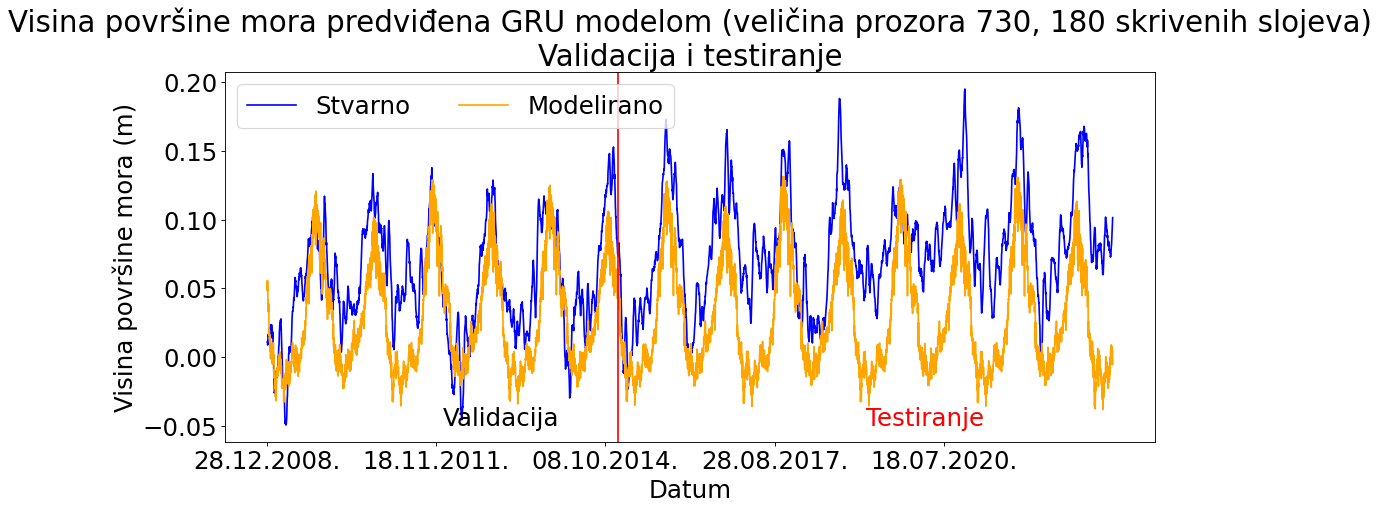 Visina površine mora predviđena GRU modelom (veličina prozora 730, 180 skrivenih slojeva)
Validacija i testiranje
Stvarno
Modelirano
Visina površine mora (m)
0.20
0.15
0.10
0.05
0.00
−0.05
Validacija
Testiranje
28.12.2008.
18.11.2011.
08.10.2014.
28.08.2017.
18.07.2020.
Datum